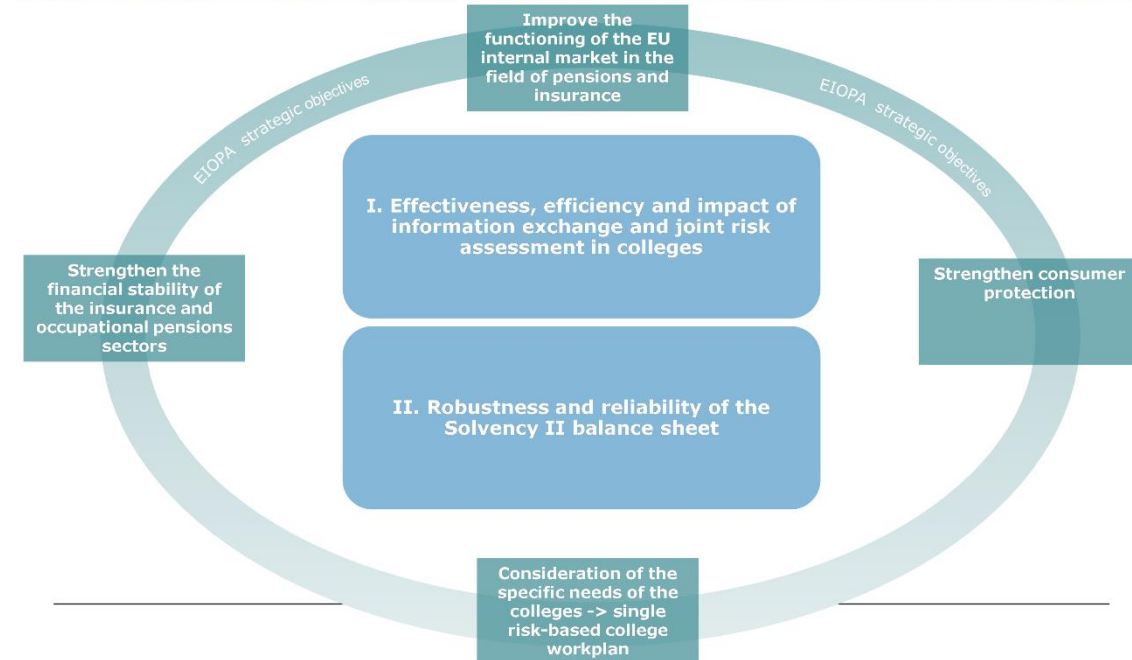 Improve the
functioning of the EU
internal market in the
field of pensions and
insurance
EIOPA strategic objectives
EIOPA strategic objectives
I. Effectiveness, efficiency and impact of
information exchange and joint risk
assessment in colleges
Strengthen the
financial stability of
the insurance and
occupational pensions
sectors
Strengthen consumer
protection
II. Robustness and reliability of the
Solvency II balance sheet
Consideration of the
specific needs of the
colleges -> single
risk-based college
workplan